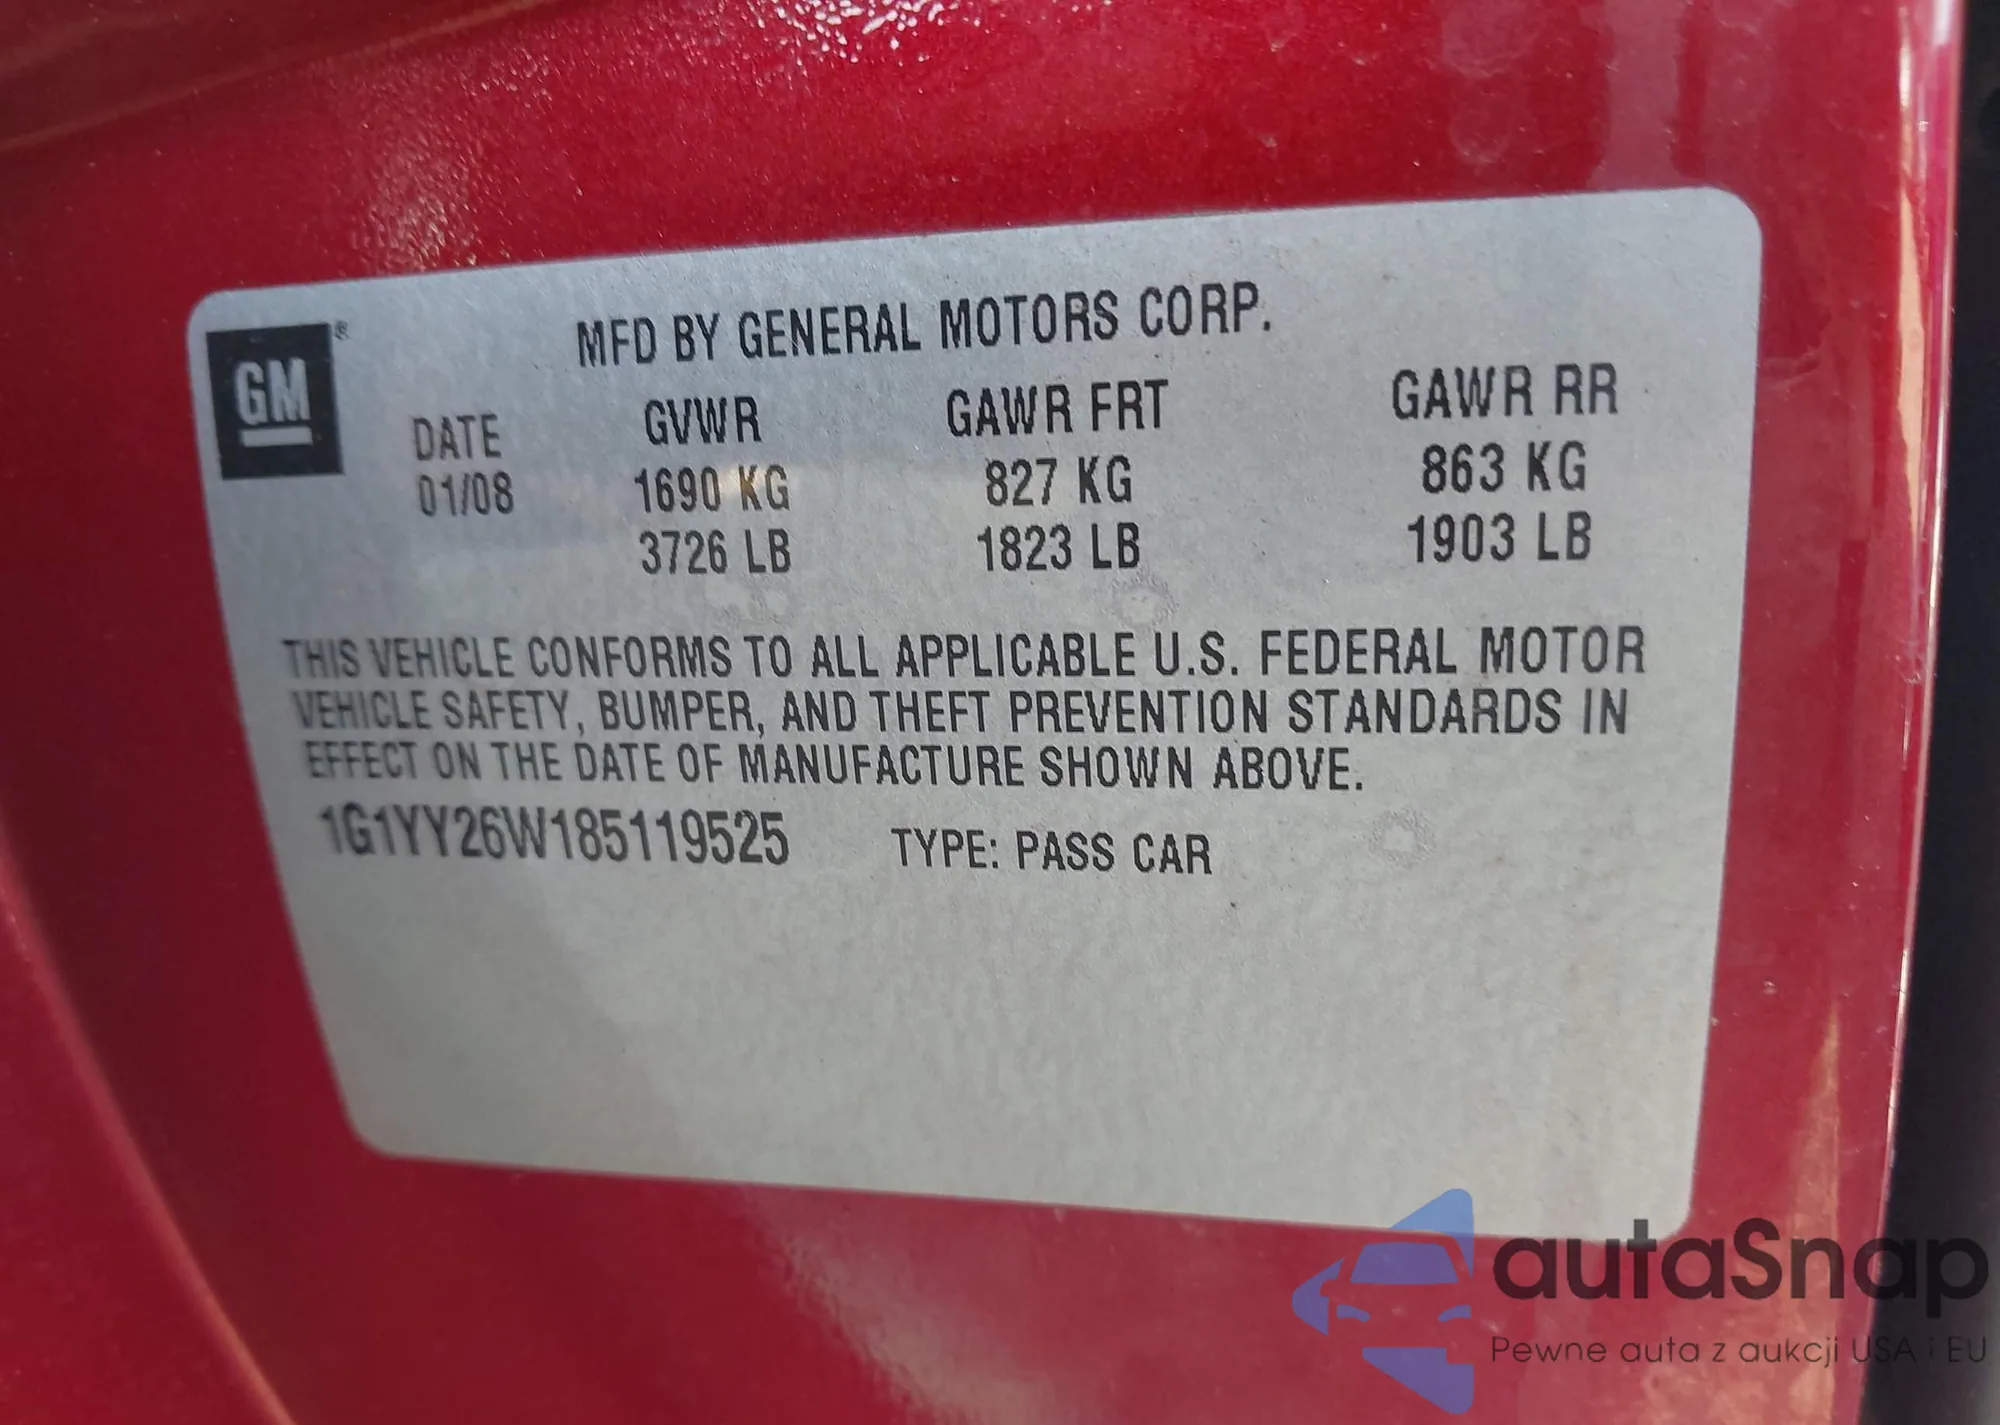 MFD BY GENERAL MOTORS CORP.
GM®
DATE GVWR GAWR FRT GAWR RR
01/08 1690 KG 827 KG 863 KG
3726 LB 1823 LB 1903 LB
THIS VEHICLE CONFORMS TO ALL APPLICABLE U.S. FEDERAL MOTOR
VEHICLE SAFETY, BUMPER, AND THEFT PREVENTION STANDARDS IN
EFFECT ON THE DATE OF MANUFACTURE SHOWN ABOVE.
1G1YY26W185119525 TYPE: PASS CAR
autaSnap
Pewne auta z aukcji USA i EU